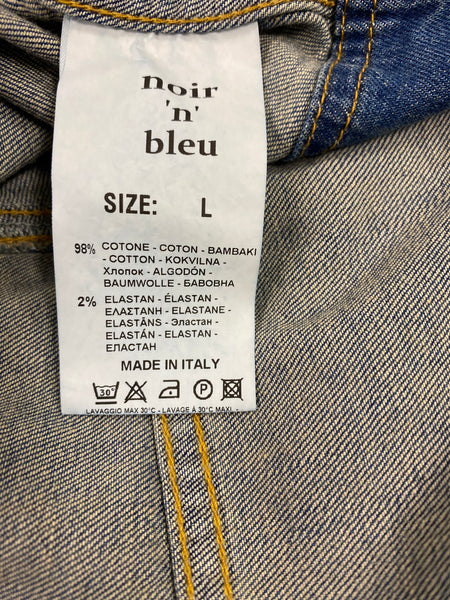 noir
'n'
bleu
SIZE: L
98% COTONE - COTON - BAMBAKI
- COTTON - KOKVILNA -
Хлопок - ALGODÓN -
BAUMWOLLE - БАВОВНА
2% ELASTAN - ÉLASTAN -
ΕΛΑΣΤΑΝΗ - ELASTANE -
ELASTĀNS - Эластан -
ELASTÁN - ELASTAN -
ЕЛАСТАН
MADE IN ITALY
30°
P
LAVAGGIO MAX 30°C - LAVAGE À 30°C MAXI